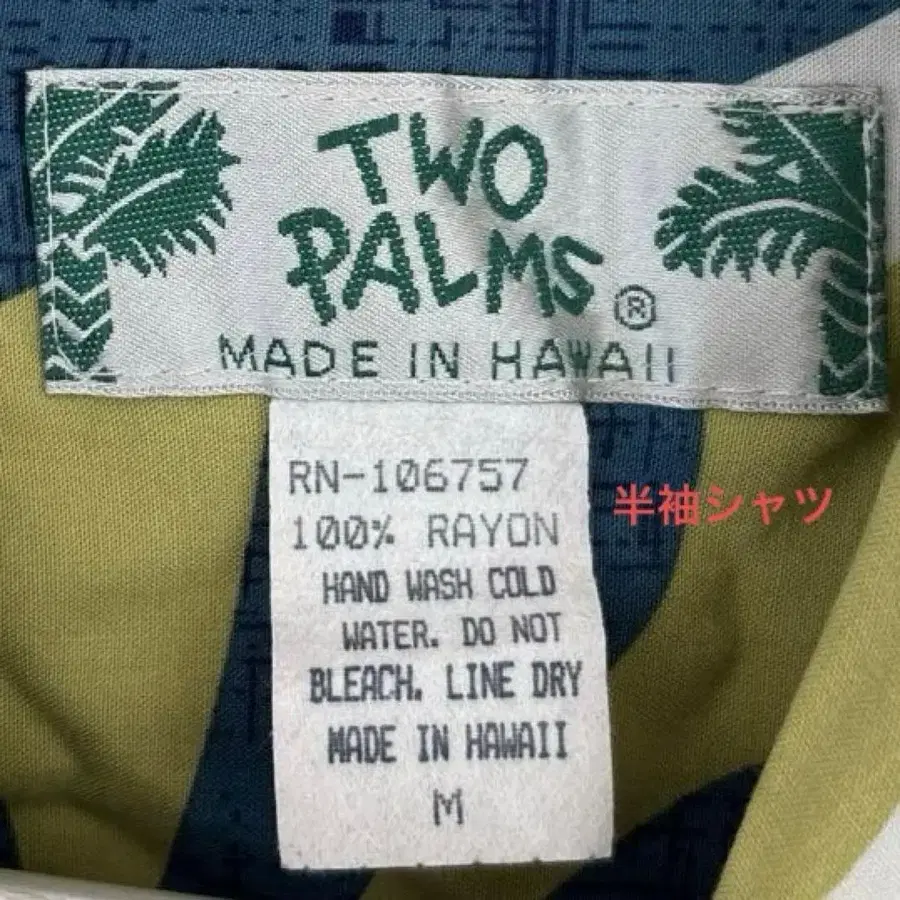 TWO
PALMS®
MADE IN HAWAII
RN-106757
100% RAYON
HAND WASH COLD
WATER. DO NOT
BLEACH. LINE DRY
MADE IN HAWAII
M
半袖シャツ